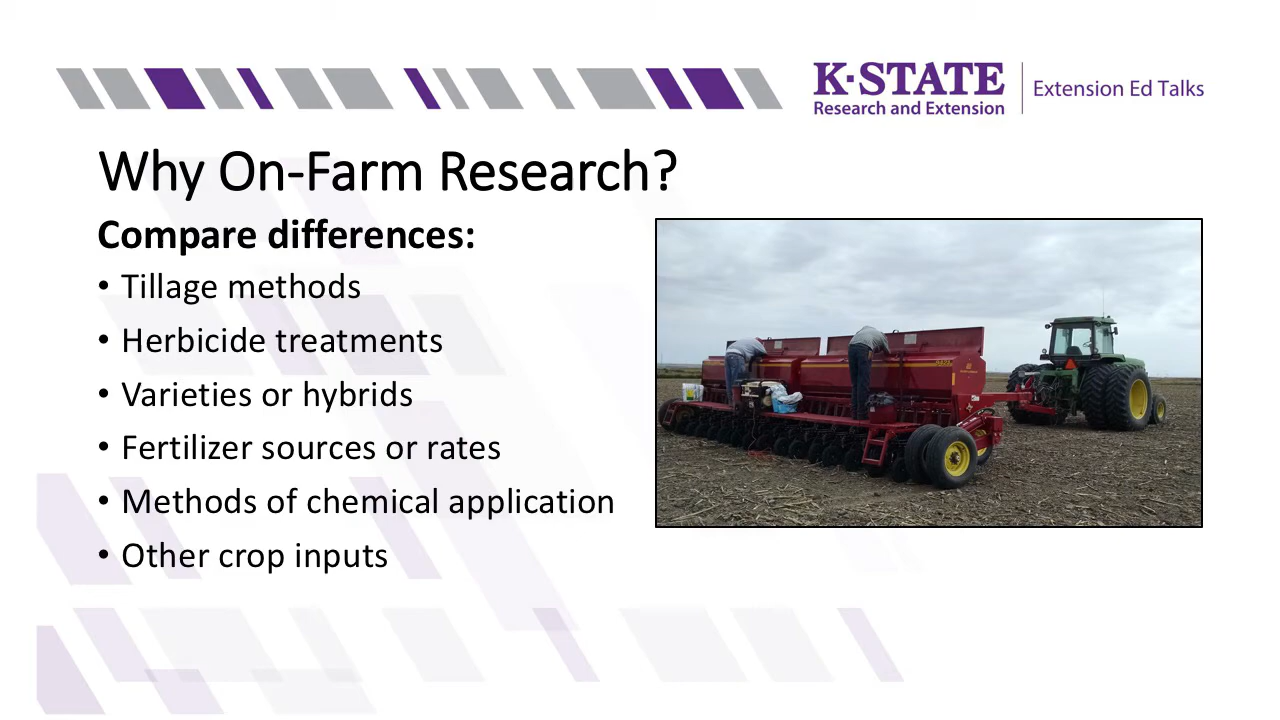 K·STATE
Research and Extension
Extension Ed Talks
Why On-Farm Research?
Compare differences:
• Tillage methods
• Herbicide treatments
• Varieties or hybrids
• Fertilizer sources or rates
• Methods of chemical application
• Other crop inputs